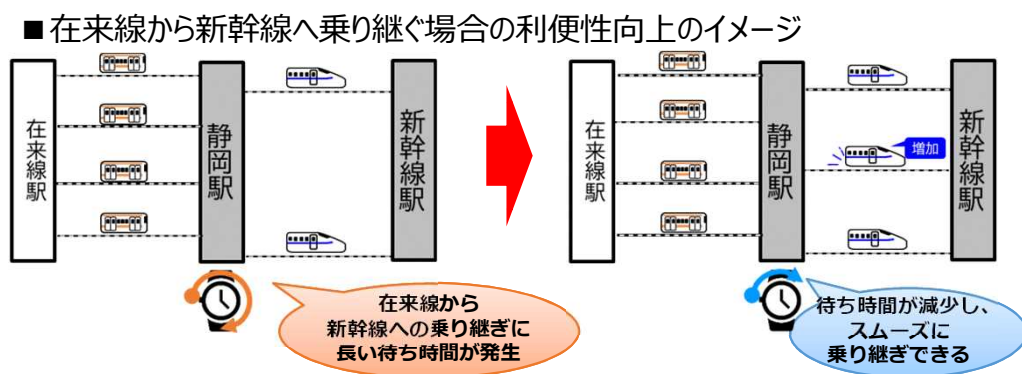 ■在来線から新幹線へ乗り継ぐ場合の利便性向上のイメージ
在来線駅
静岡駅
新幹線駅
在来線から
新幹線への乗り継ぎに
長い待ち時間が発生
在来線駅
静岡駅
増加
新幹線駅
待ち時間が減少し、
スムーズに
乗り継ぎできる